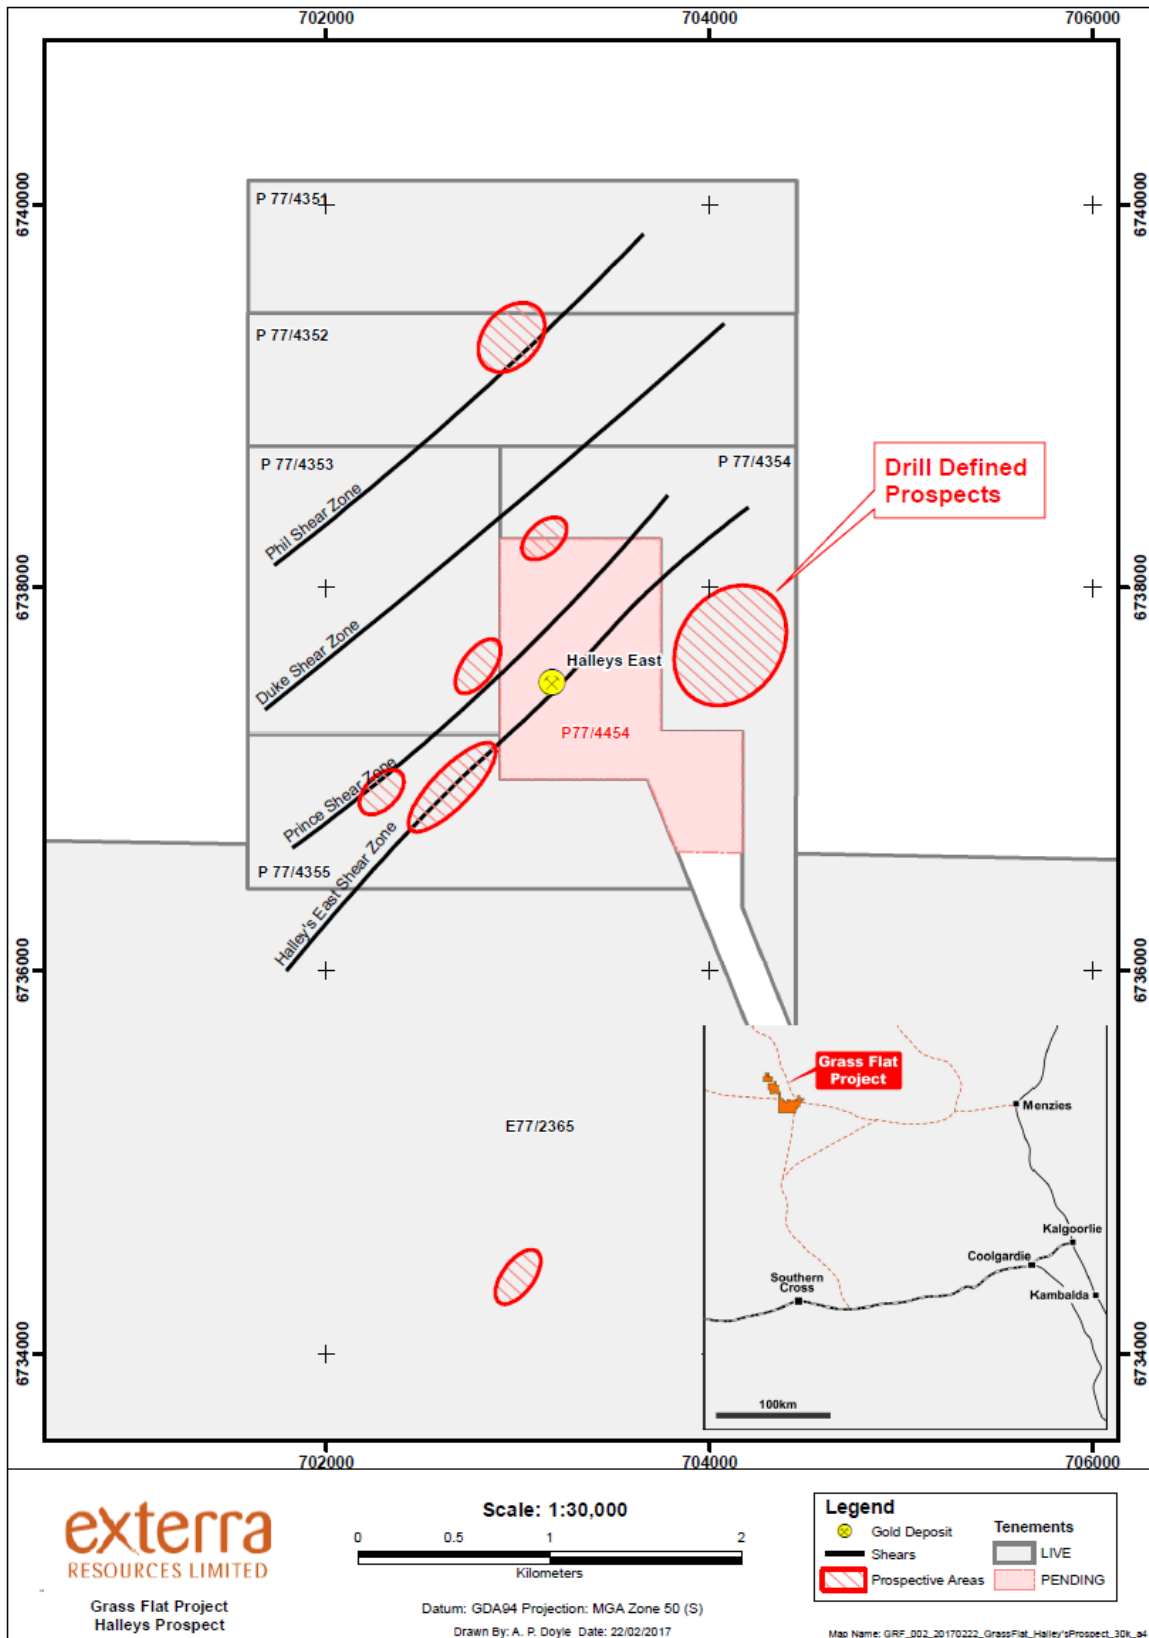 702000
704000
706000
6740000
6740000
P 77/4351
P 77/4352
P 77/4353
P 77/4354
Drill Defined
Prospects
Phil Shear Zone
6738000
6738000
Duke Shear Zone
Halleys East
P77/4454
Prince Shear Zone
P 77/4355
Halley's East Shear Zone
6736000
6736000
Grass Flat
Project
Menzies
E77/2365
Kalgoorlie
Coolgardie
Southern
Cross
Kambalda
6734000
6734000
100km
702000
704000
706000
exterra
RESOURCES LIMITED
Grass Flat Project
Halleys Prospect
Scale: 1:30,000
0 0.5 1 2
Kilometers
Datum: GDA94 Projection: MGA Zone 50 (S)
Drawn By: A. P. Doyle Date: 22/02/2017
Legend
Gold Deposit
Shears
Prospective Areas
Tenements
LIVE
PENDING
Map Name: GRF_002_20170222_GrassFlat_Halley'sProspect_30k_a4